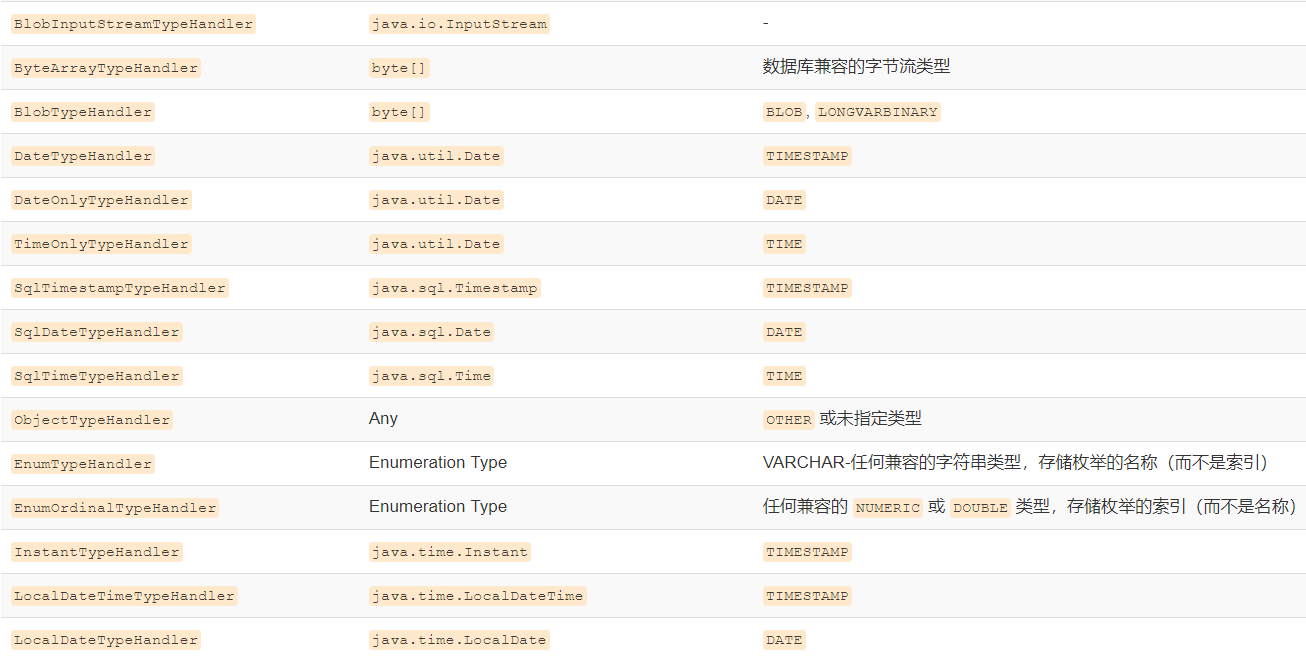 BlobInputStreamTypeHandler java.io.InputStream -
ByteArrayTypeHandler byte[] 数据库兼容的字节流类型
BlobTypeHandler byte[] BLOB, LONGVARBINARY
DateTypeHandler java.util.Date TIMESTAMP
DateOnlyTypeHandler java.util.Date DATE
TimeOnlyTypeHandler java.util.Date TIME
SqlTimestampTypeHandler java.sql.Timestamp TIMESTAMP
SqlDateTypeHandler java.sql.Date DATE
SqlTimeTypeHandler java.sql.Time TIME
ObjectTypeHandler Any OTHER 或未指定类型
EnumTypeHandler Enumeration Type VARCHAR-任何兼容的字符串类型，存储枚举的名称（而不是索引）
EnumOrdinalTypeHandler Enumeration Type 任何兼容的 NUMERIC 或 DOUBLE 类型，存储枚举的索引（而不是名称）
InstantTypeHandler java.time.Instant TIMESTAMP
LocalDateTimeTypeHandler java.time.LocalDateTime TIMESTAMP
LocalDateTypeHandler java.time.LocalDate DATE